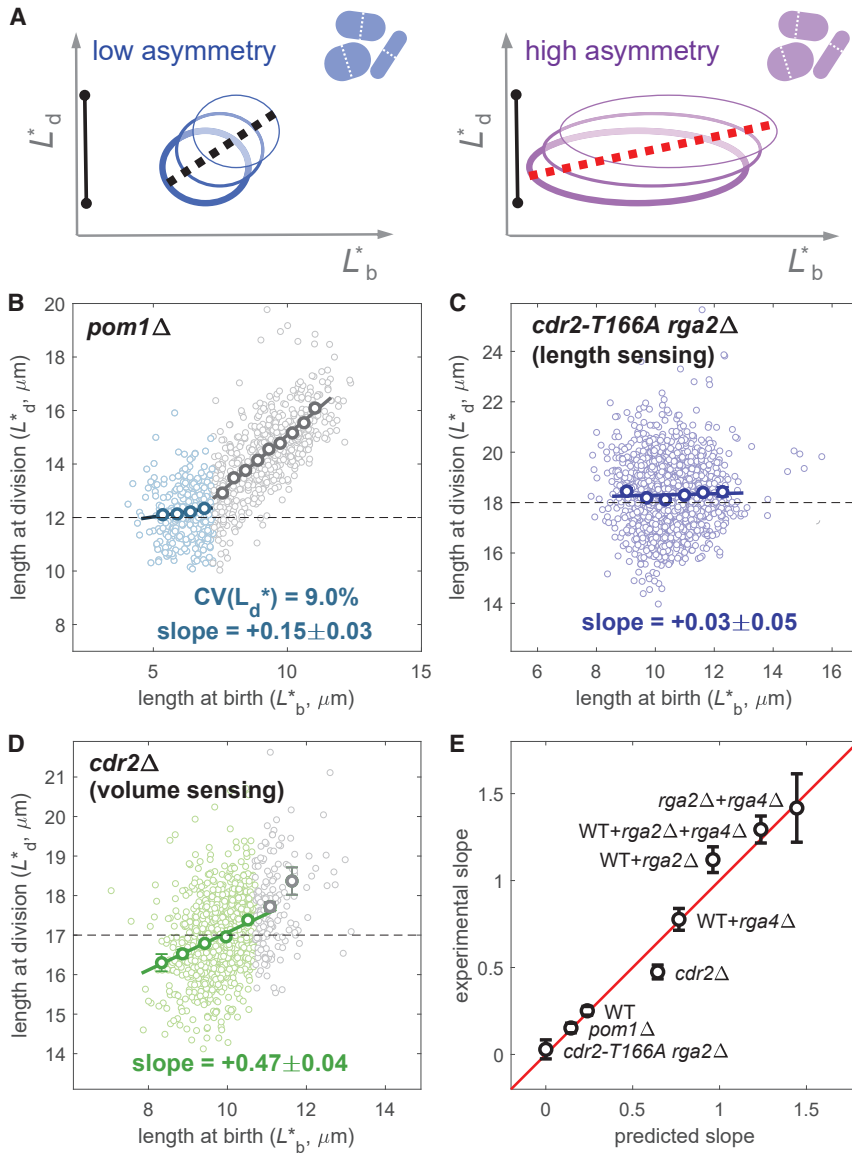 A
low asymmetry
high asymmetry
L*d
L*b
L*d
L*b
B
pom1Δ
length at division (L*d, μm)
20
18
16
14
12
10
8
CV(Ld*) = 9.0%
slope = +0.15±0.03
5
10
15
length at birth (L*b, μm)
C
cdr2-T166A rga2Δ
(length sensing)
length at division (L*d, μm)
24
22
20
18
16
14
slope = +0.03±0.05
6
8
10
12
14
16
length at birth (L*b, μm)
D
cdr2Δ
(volume sensing)
length at division (L*d, μm)
21
20
19
18
17
16
15
14
slope = +0.47±0.04
8
10
12
14
length at birth (L*b, μm)
E
experimental slope
1.5
1
0.5
0
rga2Δ+rga4Δ
WT+rga2Δ+rga4Δ
WT+rga2Δ
WT+rga4Δ
cdr2Δ
WT
pom1Δ
cdr2-T166A rga2Δ
0
0.5
1
1.5
predicted slope